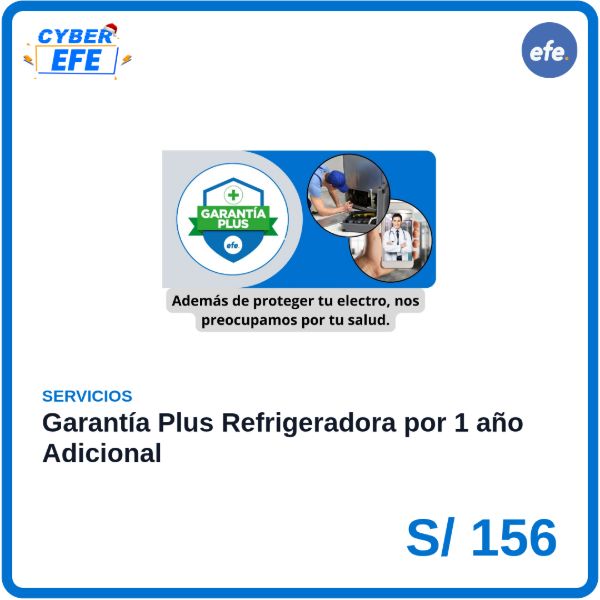 CYBER
EFE
efe.
GARANTÍA
PLUS
efe.
Además de proteger tu electro, nos
preocupamos por tu salud.
SERVICIOS
Garantía Plus Refrigeradora por 1 año
Adicional
S/ 156